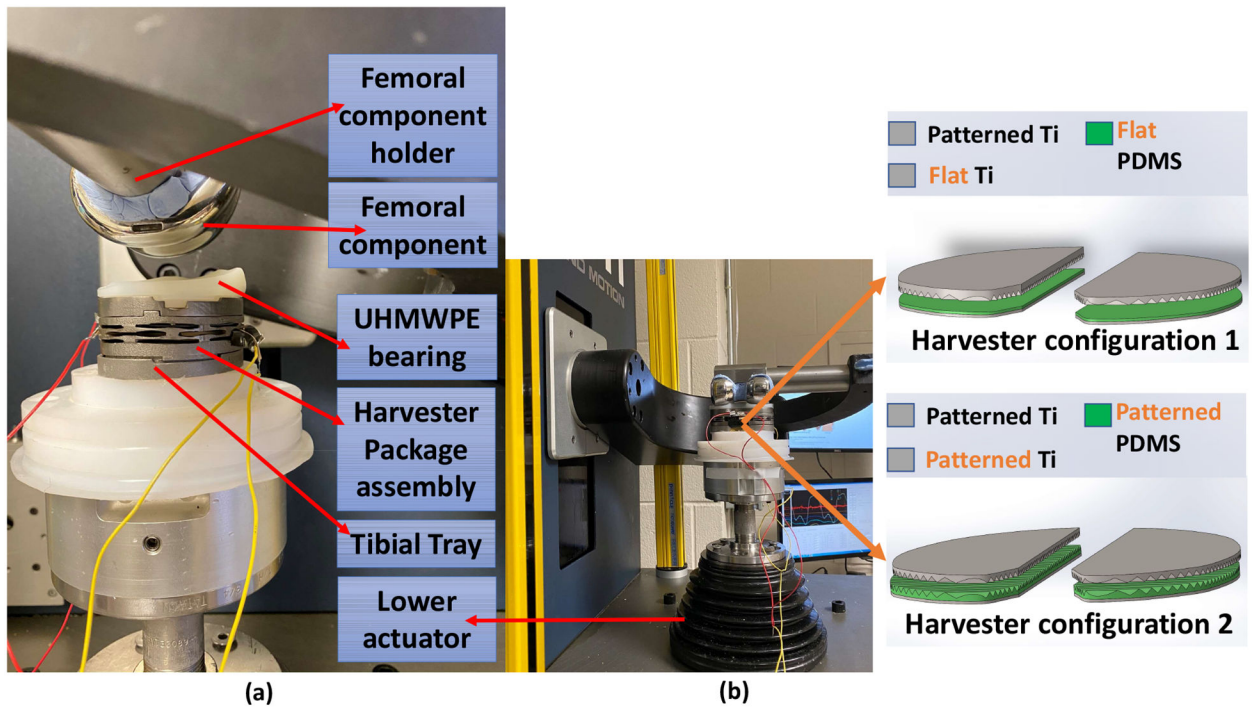 Femoral
component
holder
Femoral
component
UHMWPE
bearing
Harvester
Package
assembly
Tibial Tray
Lower
actuator
(a)
MOTION
(b)
Patterned Ti
Flat Ti
Flat
PDMS
Harvester configuration 1
Patterned Ti
Patterned Ti
Patterned
PDMS
Harvester configuration 2